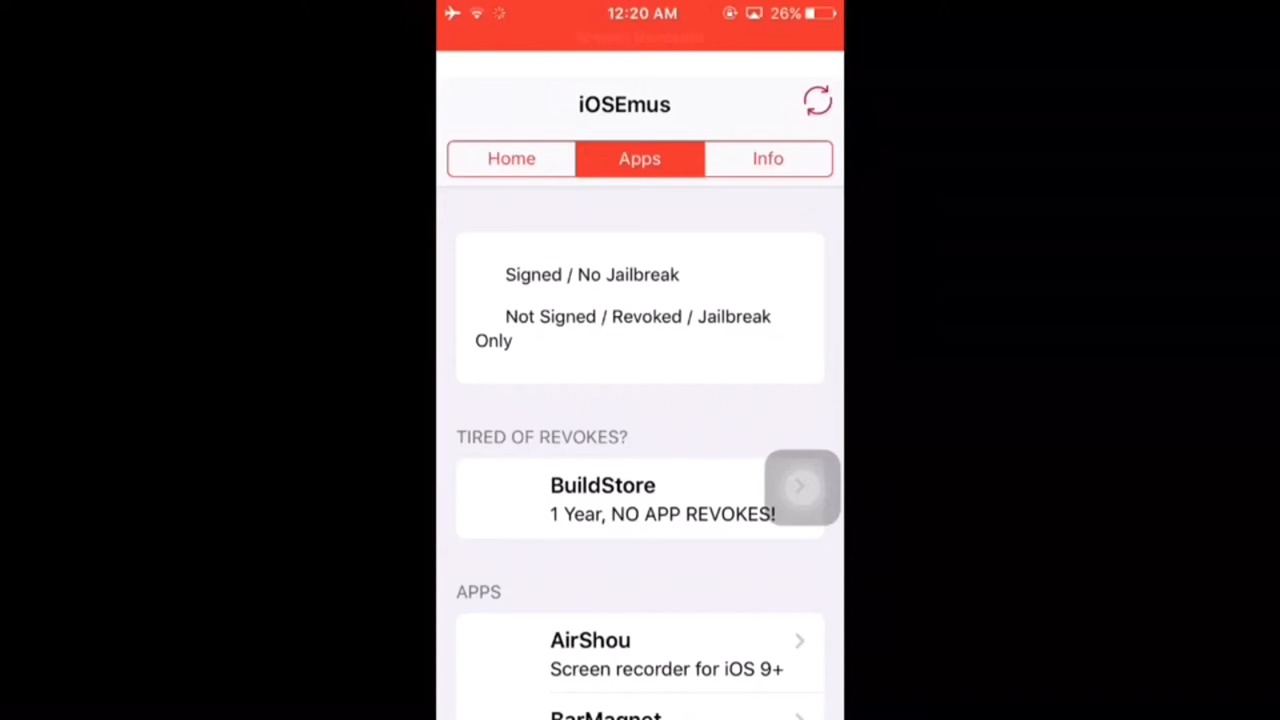 12:20 AM
26%
iOSEmus
Home
Apps
Info
Signed / No Jailbreak
Not Signed / Revoked / Jailbreak
Only
TIRED OF REVOKES?
BuildStore
1 Year, NO APP REVOKES!
APPS
AirShou
Screen recorder for iOS 9+
BarMagnet